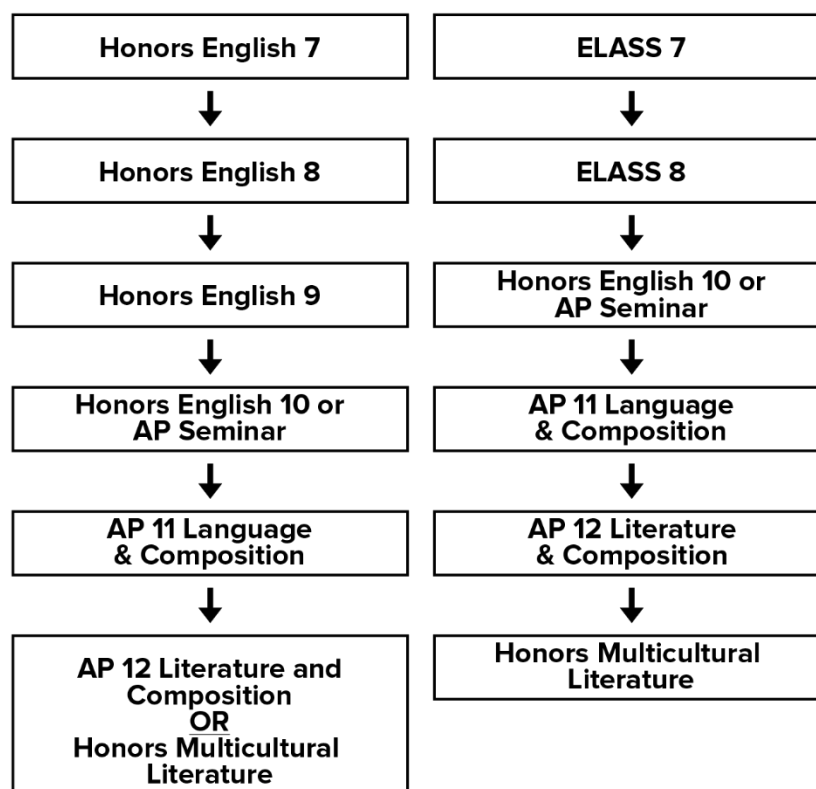 Honors English 7
Honors English 8
Honors English 9
Honors English 10 or
AP Seminar
AP 11 Language
& Composition
AP 12 Literature and
Composition
OR
Honors Multicultural
Literature
ELASS 7
ELASS 8
Honors English 10 or
AP Seminar
AP 11 Language
& Composition
AP 12 Literature
& Composition
Honors Multicultural
Literature